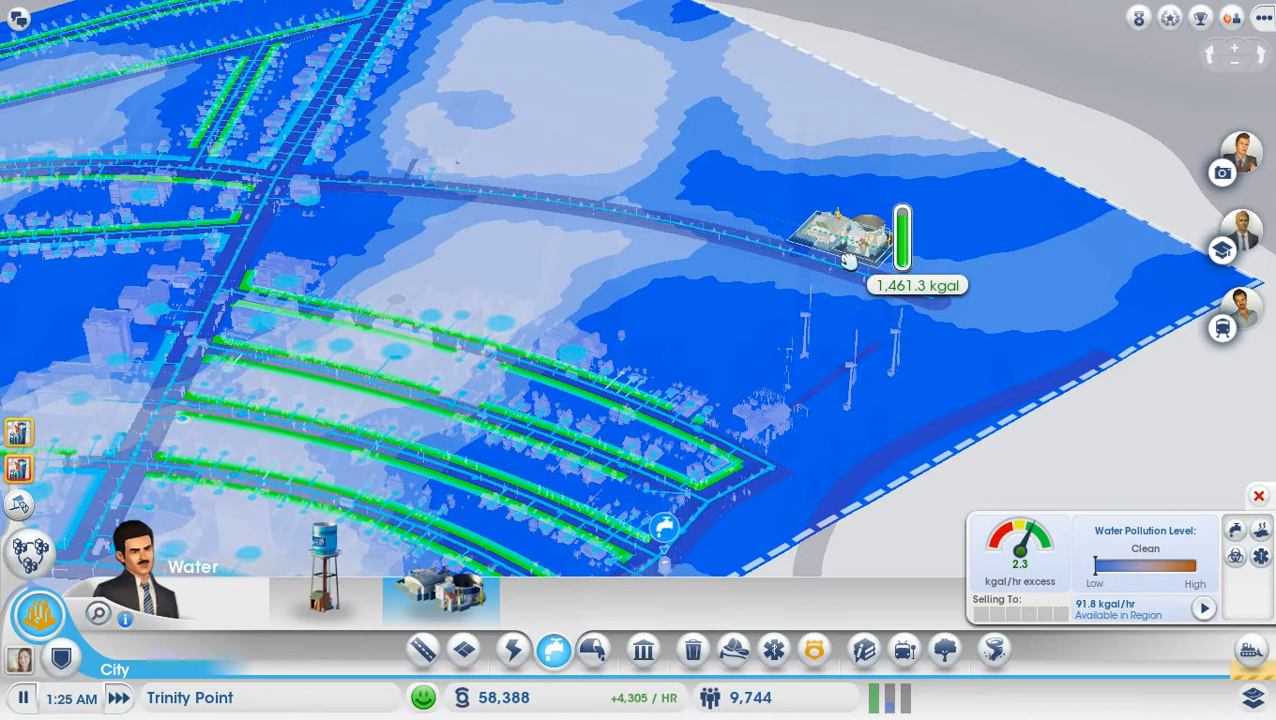 1,461.3 kgal
Water
2.3
kgal/hr excess
Water Pollution Level:
Clean
Low
High
Selling To:
91.8 kgal/hr
Available in Region
City
1:25 AM
Trinity Point
58,388
+4,305 / HR
9,744